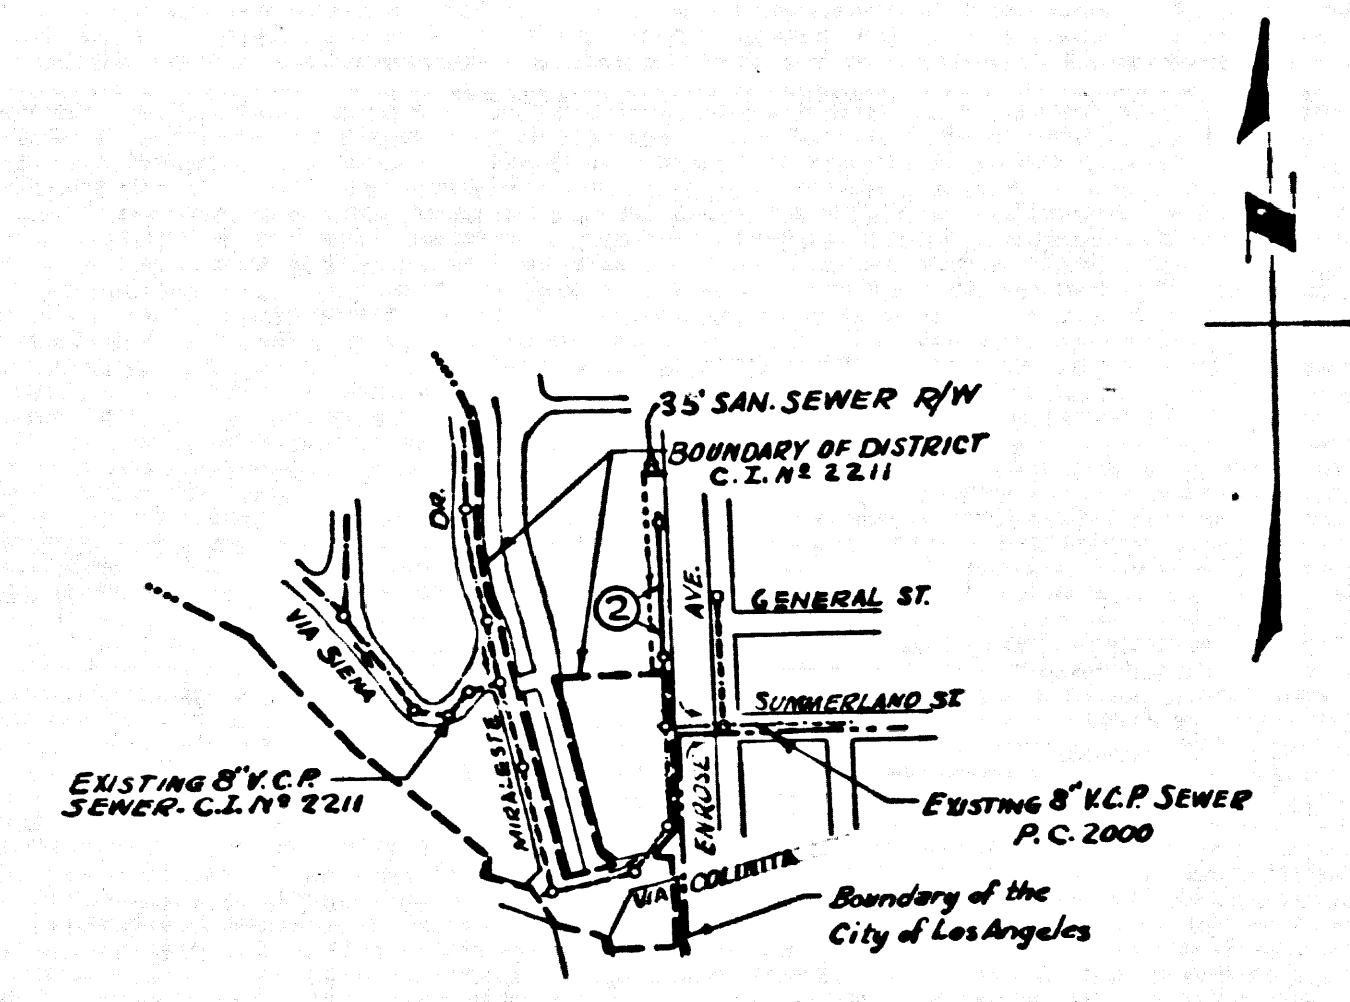 N
35' SAN. SEWER R/W
BOUNDARY OF DISTRICT
C. I. Nº 2211
DR.
AVE.
GENERAL ST.
2
VIA SIENA
SUMMERLAND ST.
MIRALESTE
ENROSE
EXISTING 8" V.C.P.
SEWER - C.I. Nº 2211
EXISTING 8" V.C.P. SEWER
P. C. 2000
VIA COLINITA
Boundary of the
City of Los Angeles